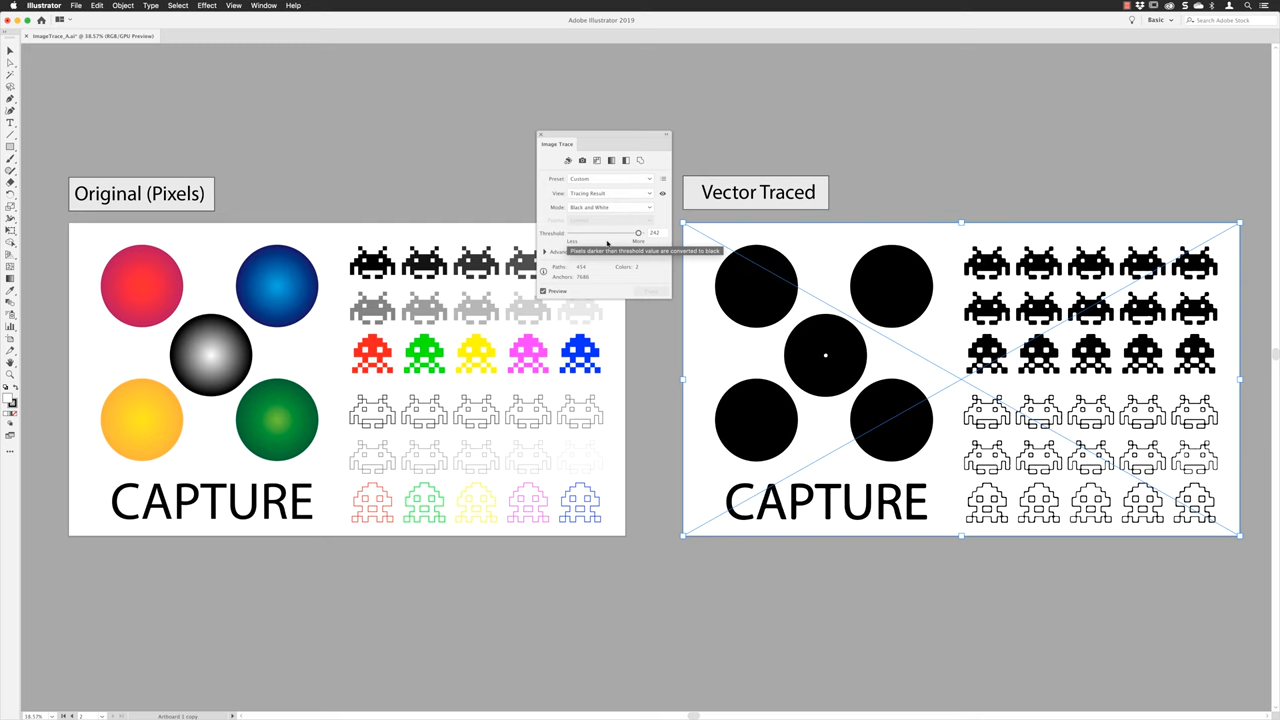 Illustrator File Edit Object Type Select Effect View Window Help
Adobe Illustrator 2019
Basic
Search Adobe Stock
ImageTrace_A.ai* @ 38.57% (RGB/GPU Preview)
Image Trace
Preset: Custom
View: Tracing Result
Mode: Black and White
Threshold: 242
Less More
Pixels darker than threshold value are converted to black
Paths: 434 Colors: 2
Anchors: 7686
Preview
Original (Pixels)
Vector Traced
CAPTURE
CAPTURE
38.57%
2
Artboard 1 copy